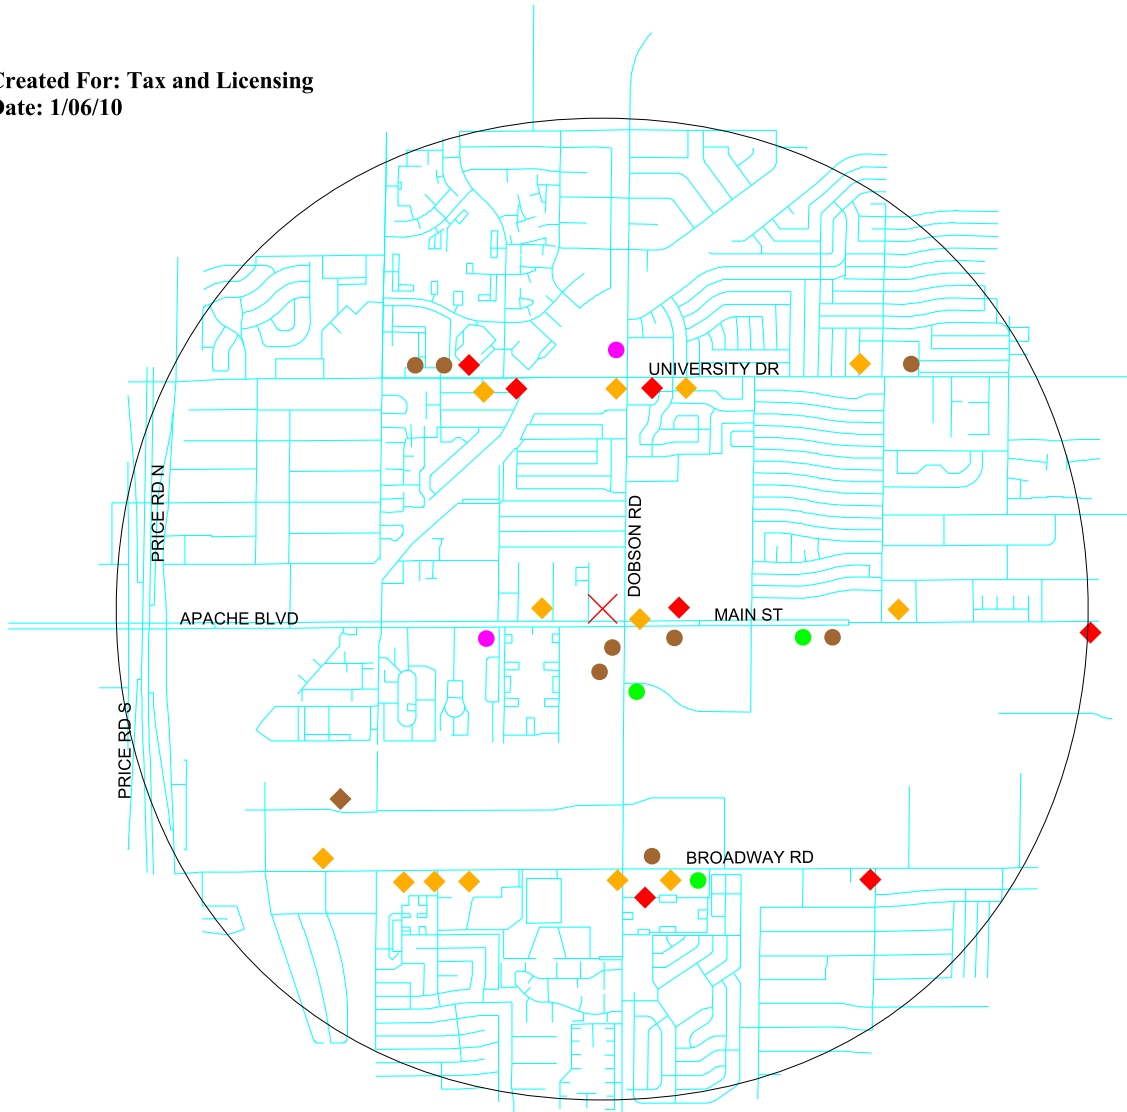 Created For: Tax and Licensing
Date: 1/06/10
UNIVERSITY DR
PRICE RD N
DOBSON RD
APACHE BLVD
MAIN ST
PRICE RD S
BROADWAY RD